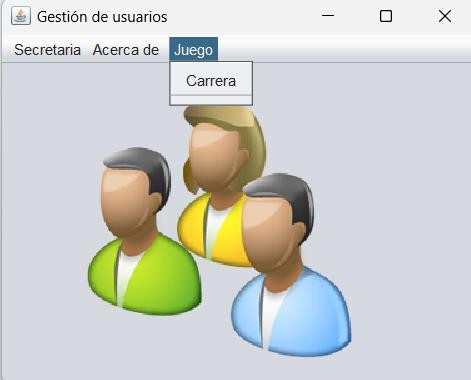 Gestión de usuarios
Secretaria Acerca de Juego
Carrera